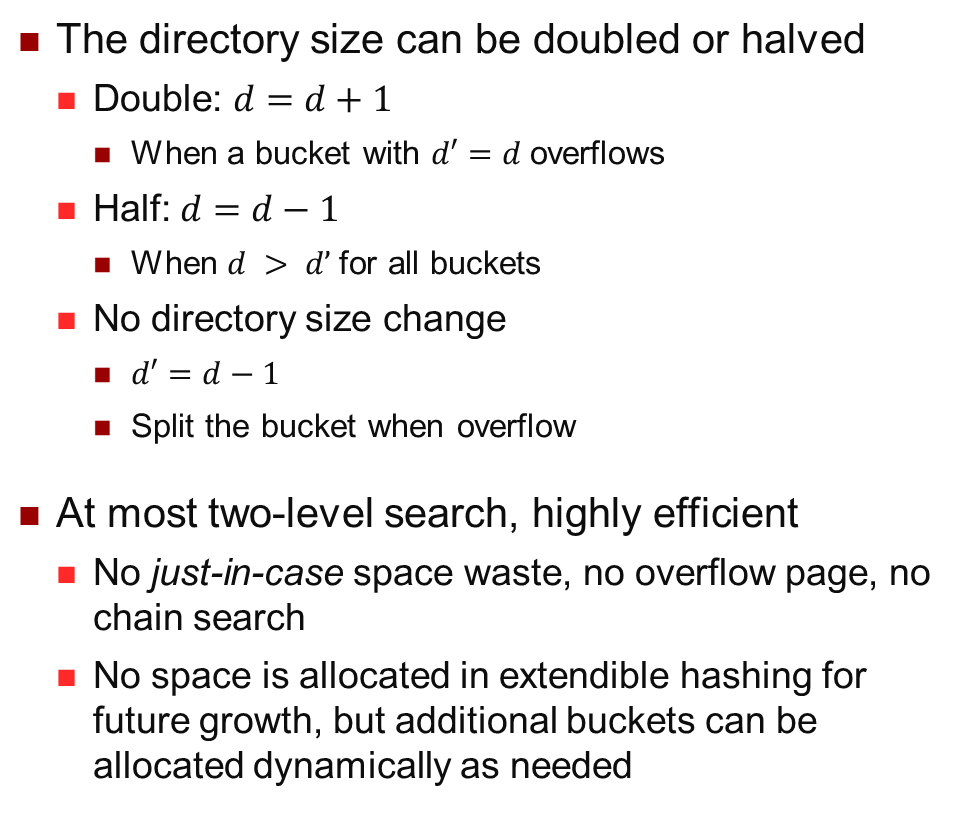 The directory size can be doubled or halved
Double: 𝑑 = 𝑑 + 1
When a bucket with 𝑑′ = 𝑑 overflows
Half: 𝑑 = 𝑑 − 1
When 𝑑 > 𝑑’ for all buckets
No directory size change
𝑑′ = 𝑑 − 1
Split the bucket when overflow
At most two-level search, highly efficient
No just-in-case space waste, no overflow page, no
chain search
No space is allocated in extendible hashing for
future growth, but additional buckets can be
allocated dynamically as needed